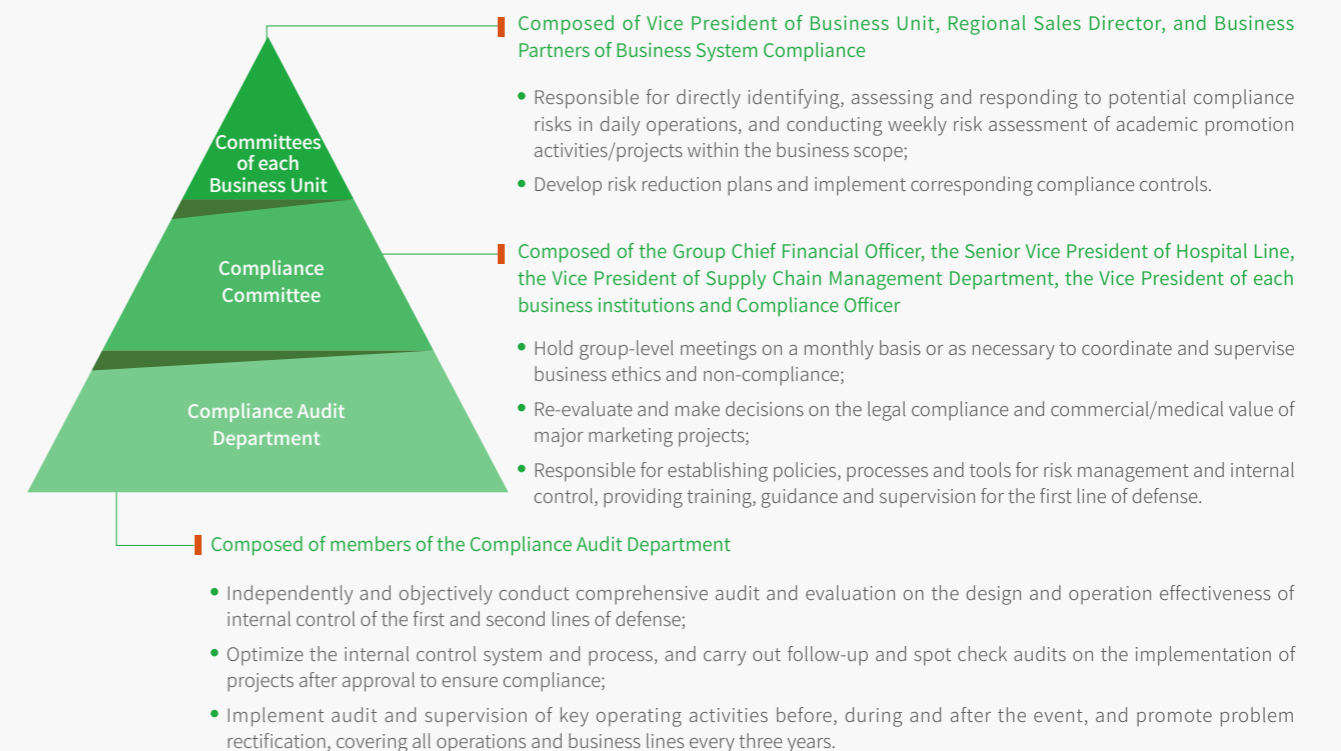 Composed of Vice President of Business Unit, Regional Sales Director, and Business
Partners of Business System Compliance
• Responsible for directly identifying, assessing and responding to potential compliance
risks in daily operations, and conducting weekly risk assessment of academic promotion
activities/projects within the business scope;
• Develop risk reduction plans and implement corresponding compliance controls.
Committees
of each
Business Unit
Composed of the Group Chief Financial Officer, the Senior Vice President of Hospital Line,
the Vice President of Supply Chain Management Department, the Vice President of each
business institutions and Compliance Officer
• Hold group-level meetings on a monthly basis or as necessary to coordinate and supervise
business ethics and non-compliance;
• Re-evaluate and make decisions on the legal compliance and commercial/medical value of
major marketing projects;
• Responsible for establishing policies, processes and tools for risk management and internal
control, providing training, guidance and supervision for the first line of defense.
Compliance
Committee
Compliance Audit
Department
Composed of members of the Compliance Audit Department
• Independently and objectively conduct comprehensive audit and evaluation on the design and operation effectiveness of
internal control of the first and second lines of defense;
• Optimize the internal control system and process, and carry out follow-up and spot check audits on the implementation of
projects after approval to ensure compliance;
• Implement audit and supervision of key operating activities before, during and after the event, and promote problem
rectification, covering all operations and business lines every three years.